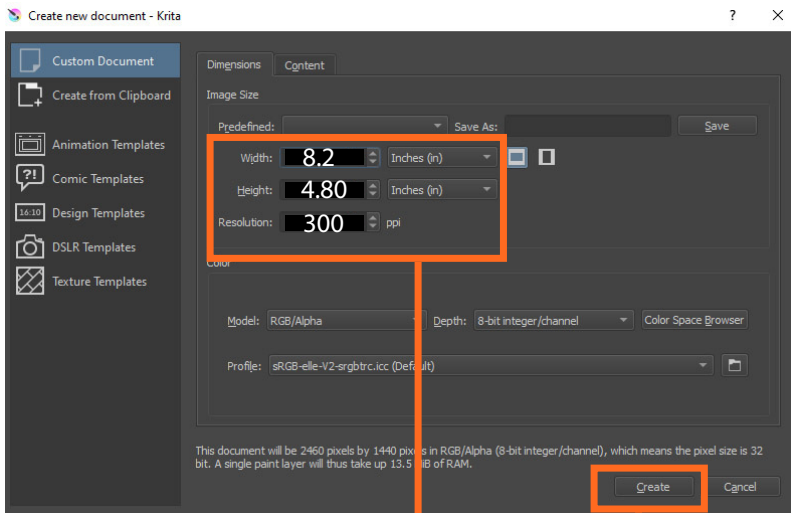 Create new document - Krita
Custom Document
Create from Clipboard
Animation Templates
Comic Templates
16:10 Design Templates
DSLR Templates
Texture Templates
Dimensions Content
Image Size
Predefined: Save As: Save
Width: 8.2 Inches (in)
Height: 4.80 Inches (in)
Resolution: 300 ppi
Color
Model: RGB/Alpha Depth: 8-bit integer/channel Color Space Browser
Profile: sRGB-elle-V2-srgbtrc.icc (Default)
This document will be 2460 pixels by 1440 pixels in RGB/Alpha (8-bit integer/channel), which means the pixel size is 32
bit. A single paint layer will thus take up 13.5 MiB of RAM.
Create Cancel